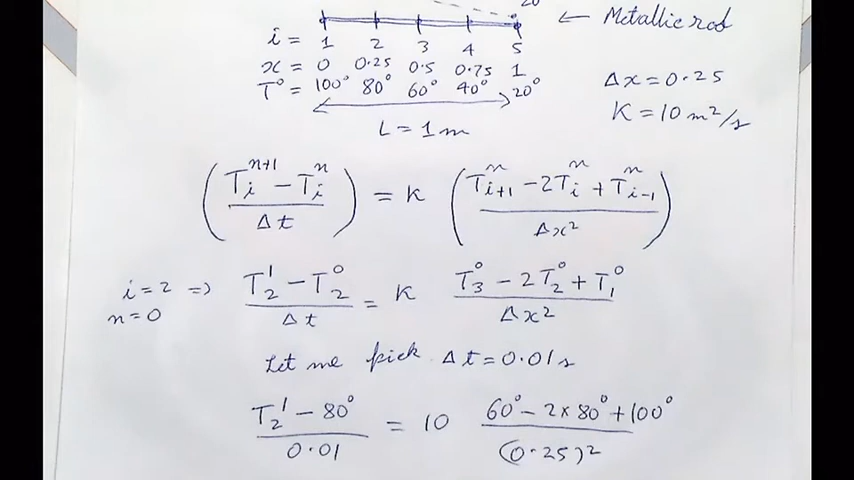 20
← Metallic rod
i = 1 2 3 4 5
x = 0 0.25 0.5 0.75 1
T° = 100° 80° 60° 40° 20°
Δx = 0.25
K = 10 m²/s
L = 1m
(T_i^{n+1} - T_i^n / Δt) = K (T_{i+1}^n - 2T_i^n + T_{i-1}^n / Δx²)
i = 2 ⇒ T_2^1 - T_2^0 / Δt = K T_3^0 - 2T_2^0 + T_1^0 / Δx²
n = 0
Let me pick Δt = 0.01s
T_2^1 - 80° / 0.01 = 10 60° - 2x80° + 100° / (0.25)²